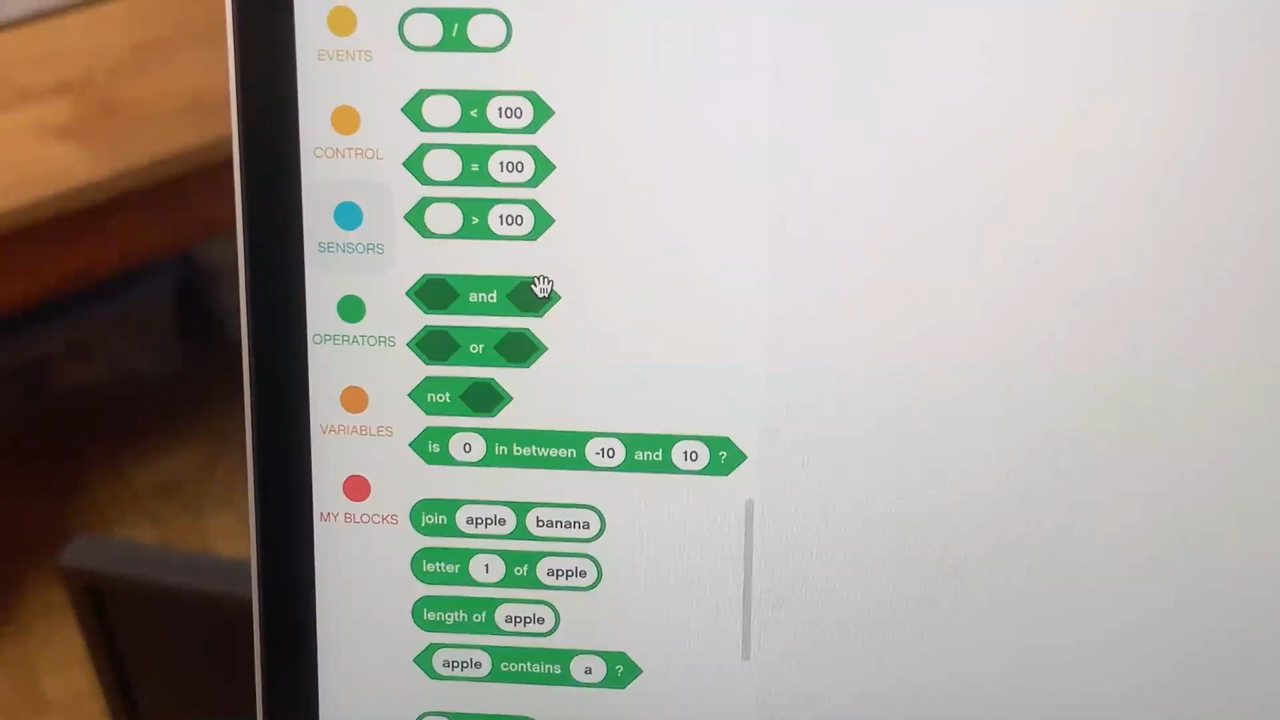 EVENTS
CONTROL
SENSORS
OPERATORS
VARIABLES
MY BLOCKS
/
< 100
= 100
> 100
and
or
not
is 0 in between -10 and 10 ?
join apple banana
letter 1 of apple
length of apple
apple contains a ?